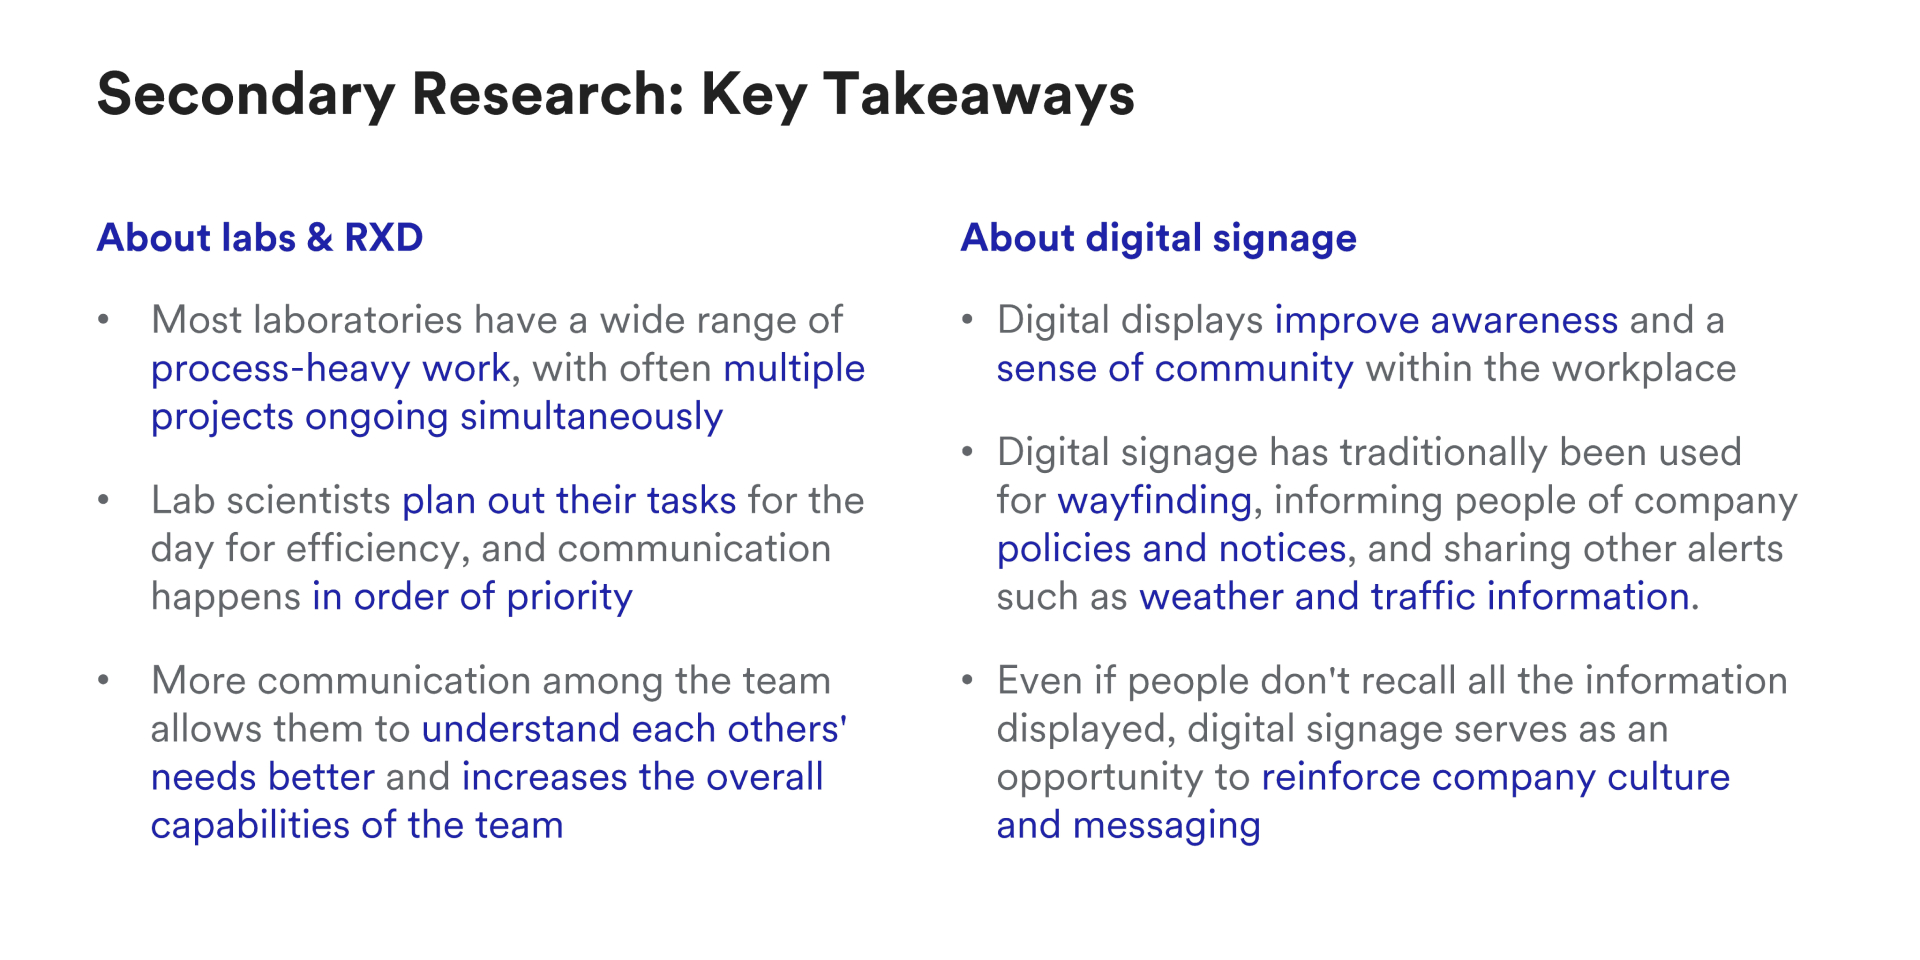 Secondary Research: Key Takeaways
About labs & RXD
• Most laboratories have a wide range of
process-heavy work, with often multiple
projects ongoing simultaneously
• Lab scientists plan out their tasks for the
day for efficiency, and communication
happens in order of priority
• More communication among the team
allows them to understand each others'
needs better and increases the overall
capabilities of the team
About digital signage
• Digital displays improve awareness and a
sense of community within the workplace
• Digital signage has traditionally been used
for wayfinding, informing people of company
policies and notices, and sharing other alerts
such as weather and traffic information.
• Even if people don't recall all the information
displayed, digital signage serves as an
opportunity to reinforce company culture
and messaging